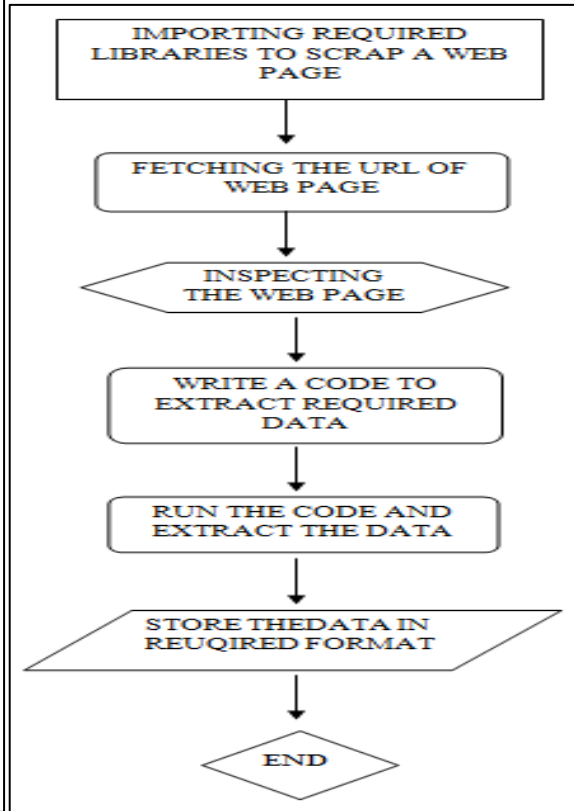 IMPORTING REQUIRED
LIBRARIES TO SCRAP A WEB
PAGE
FETCHING THE URL OF
WEB PAGE
INSPECTING
THE WEB PAGE
WRITE A CODE TO
EXTRACT REQUIRED
DATA
RUN THE CODE AND
EXTRACT THE DATA
STORE THEDATA IN
REUQIRED FORMAT
END